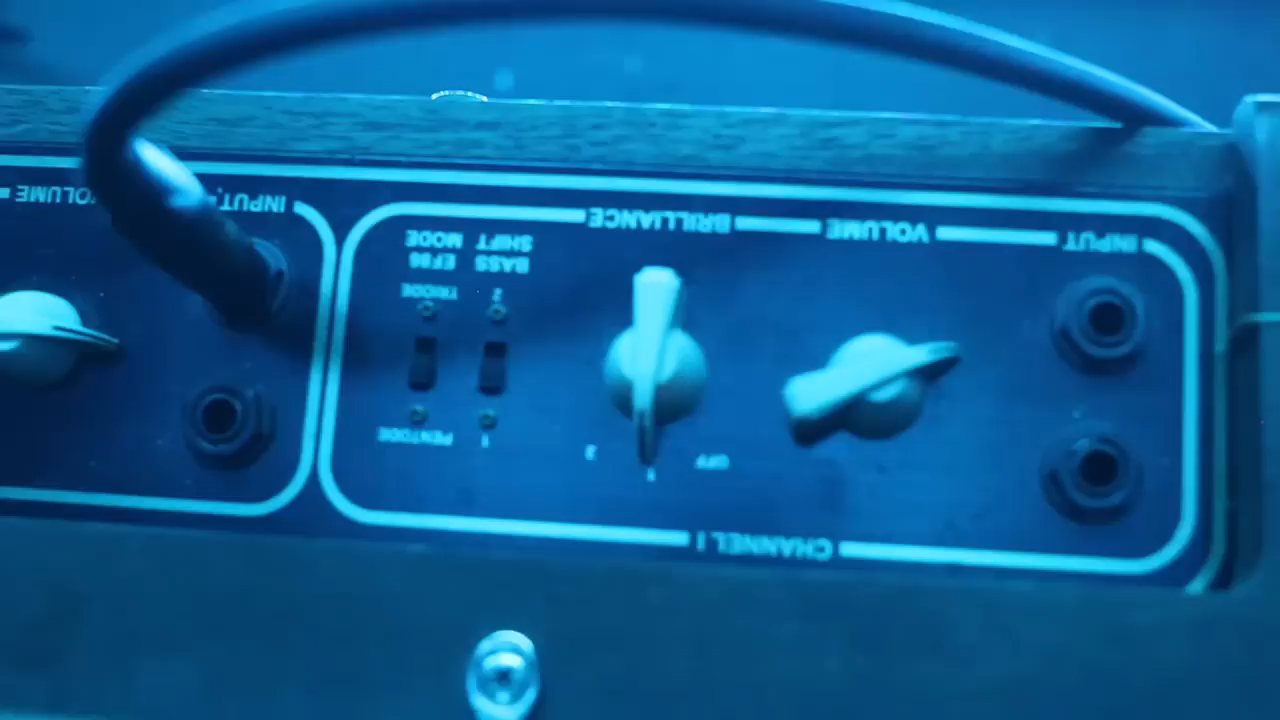 INPUT
VOLUME
BRILLIANCE
INPUT
VOLUME
BASS SHIFT
EF86 MODE
2
TRIODE
1
PENTODE
OFF
1
2
CHANNEL 1